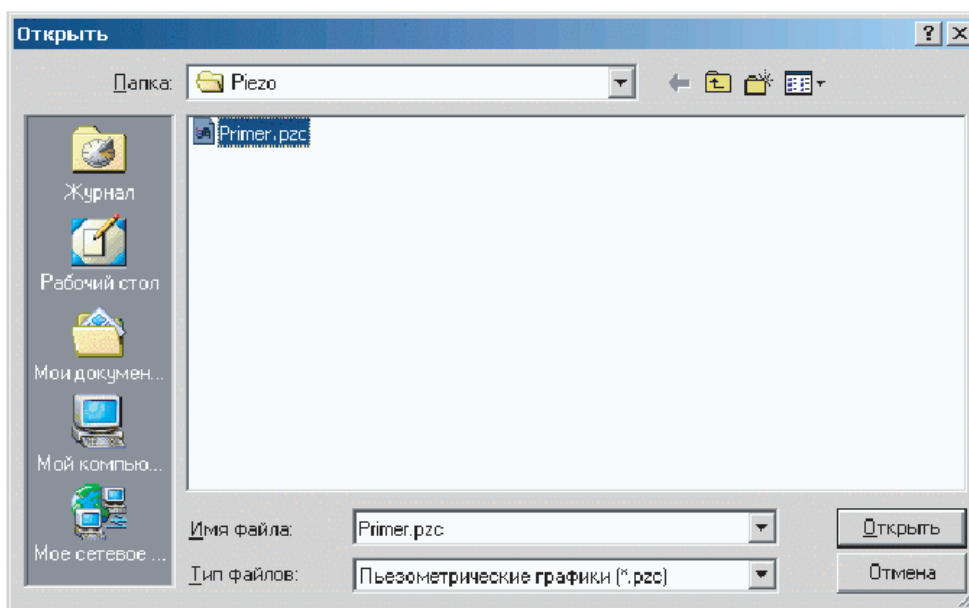 Открыть
Папка: Piezo
Primer.pzc
Журнал
Рабочий стол
Мои докумен...
Мой компью...
Мое сетевое ...
Имя файла: Primer.pzc Открыть
Тип файлов: Пьезометрические графики (*.pzc) Отмена